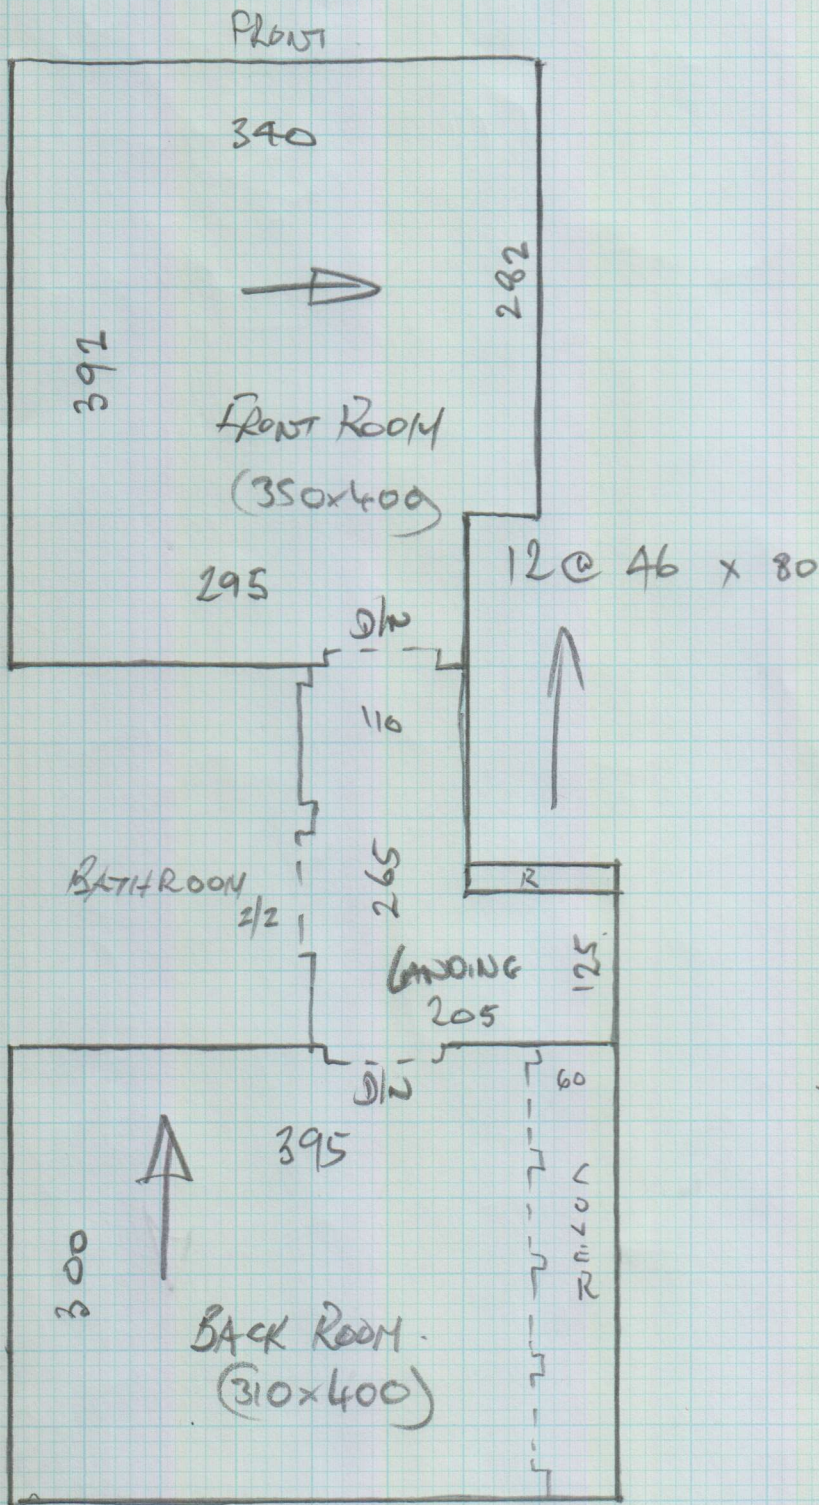 FRONT
340
282
392
FRONT ROOM
(350x400)
12 @ 46 x 80
295
D/N
110
265
BATHROOM
2/2
R
LANDING
205
125
D/N
60
395
COVER
300
BACK ROOM.
(310x400)